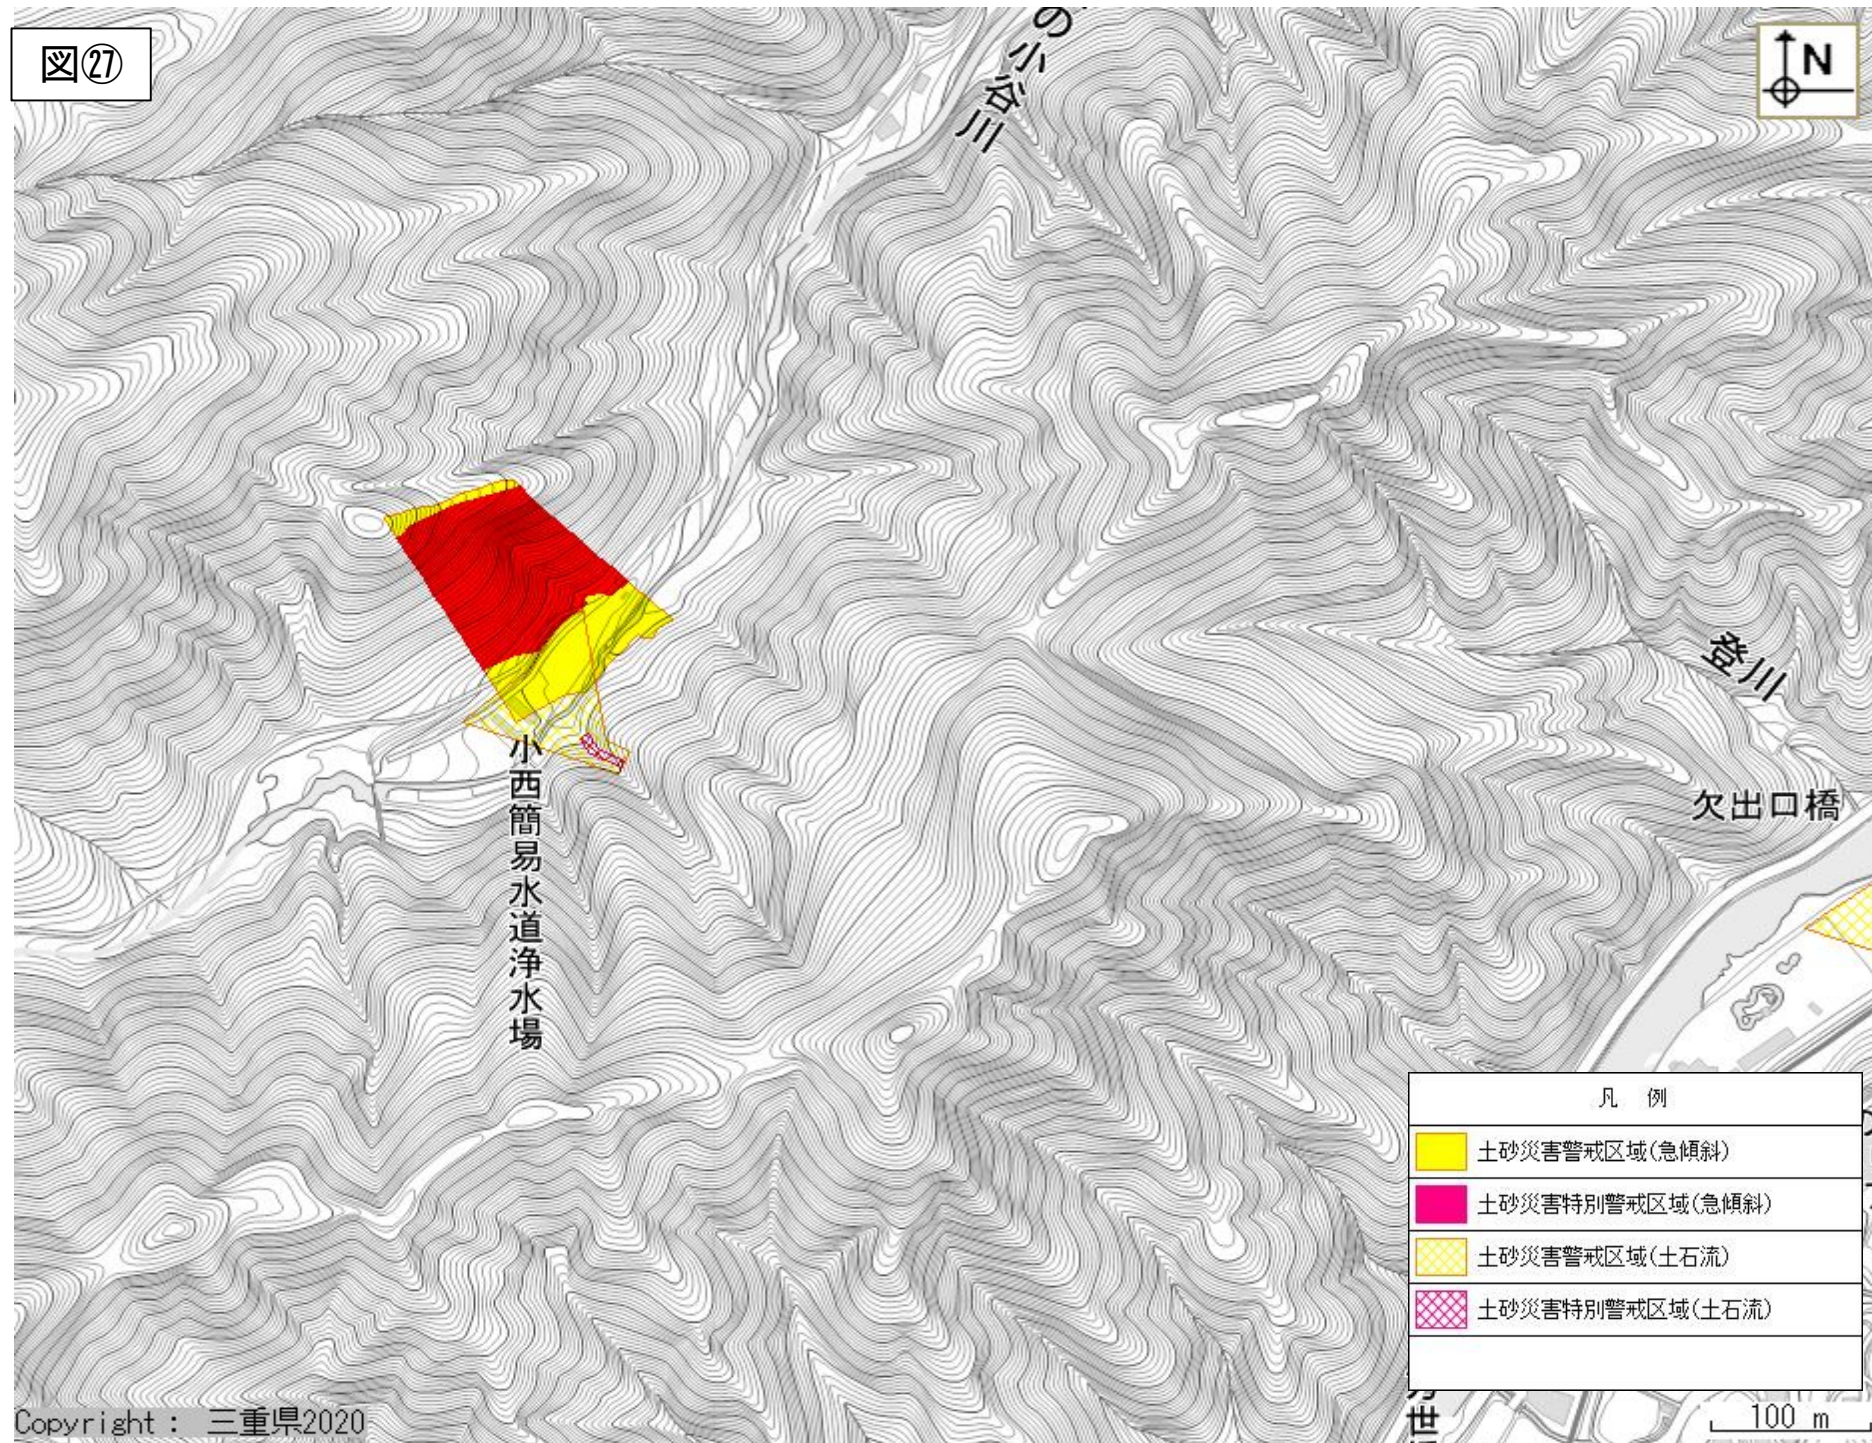 図㉗
の小谷川
N
登川
欠出口橋
小西簡易水道浄水場
凡 例
土砂災害警戒区域(急傾斜)
土砂災害特別警戒区域(急傾斜)
土砂災害警戒区域(土石流)
土砂災害特別警戒区域(土石流)
世
100 m
Copyright : 三重県2020